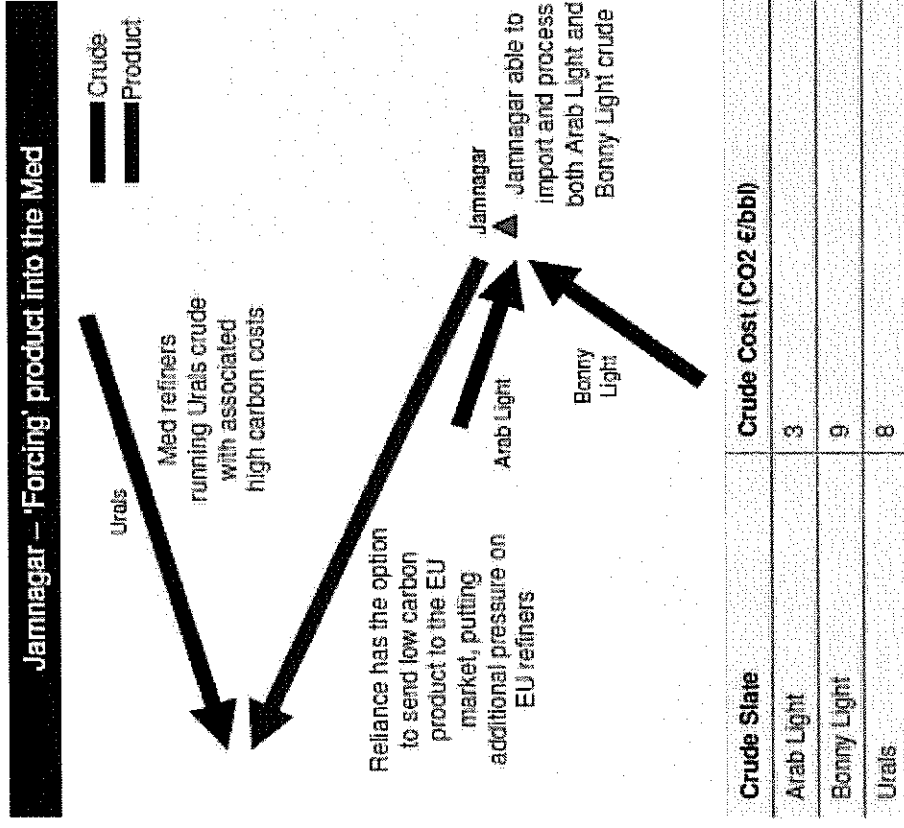 Jamnagar – 'Forcing' product into the Med
Crude
Product
Urals
Med refiners
running Urals crude
with associated
high carbon costs
Reliance has the option
to send low carbon
product to the EU
market, putting
additional pressure on
EU refiners
Arab Light
Bonny
Light
Jamnagar
Jamnagar able to
import and process
both Arab Light and
Bonny Light crude
Crude Slate Crude Cost (CO2 €/bbl)
Arab Light 3
Bonny Light 9
Urals 8